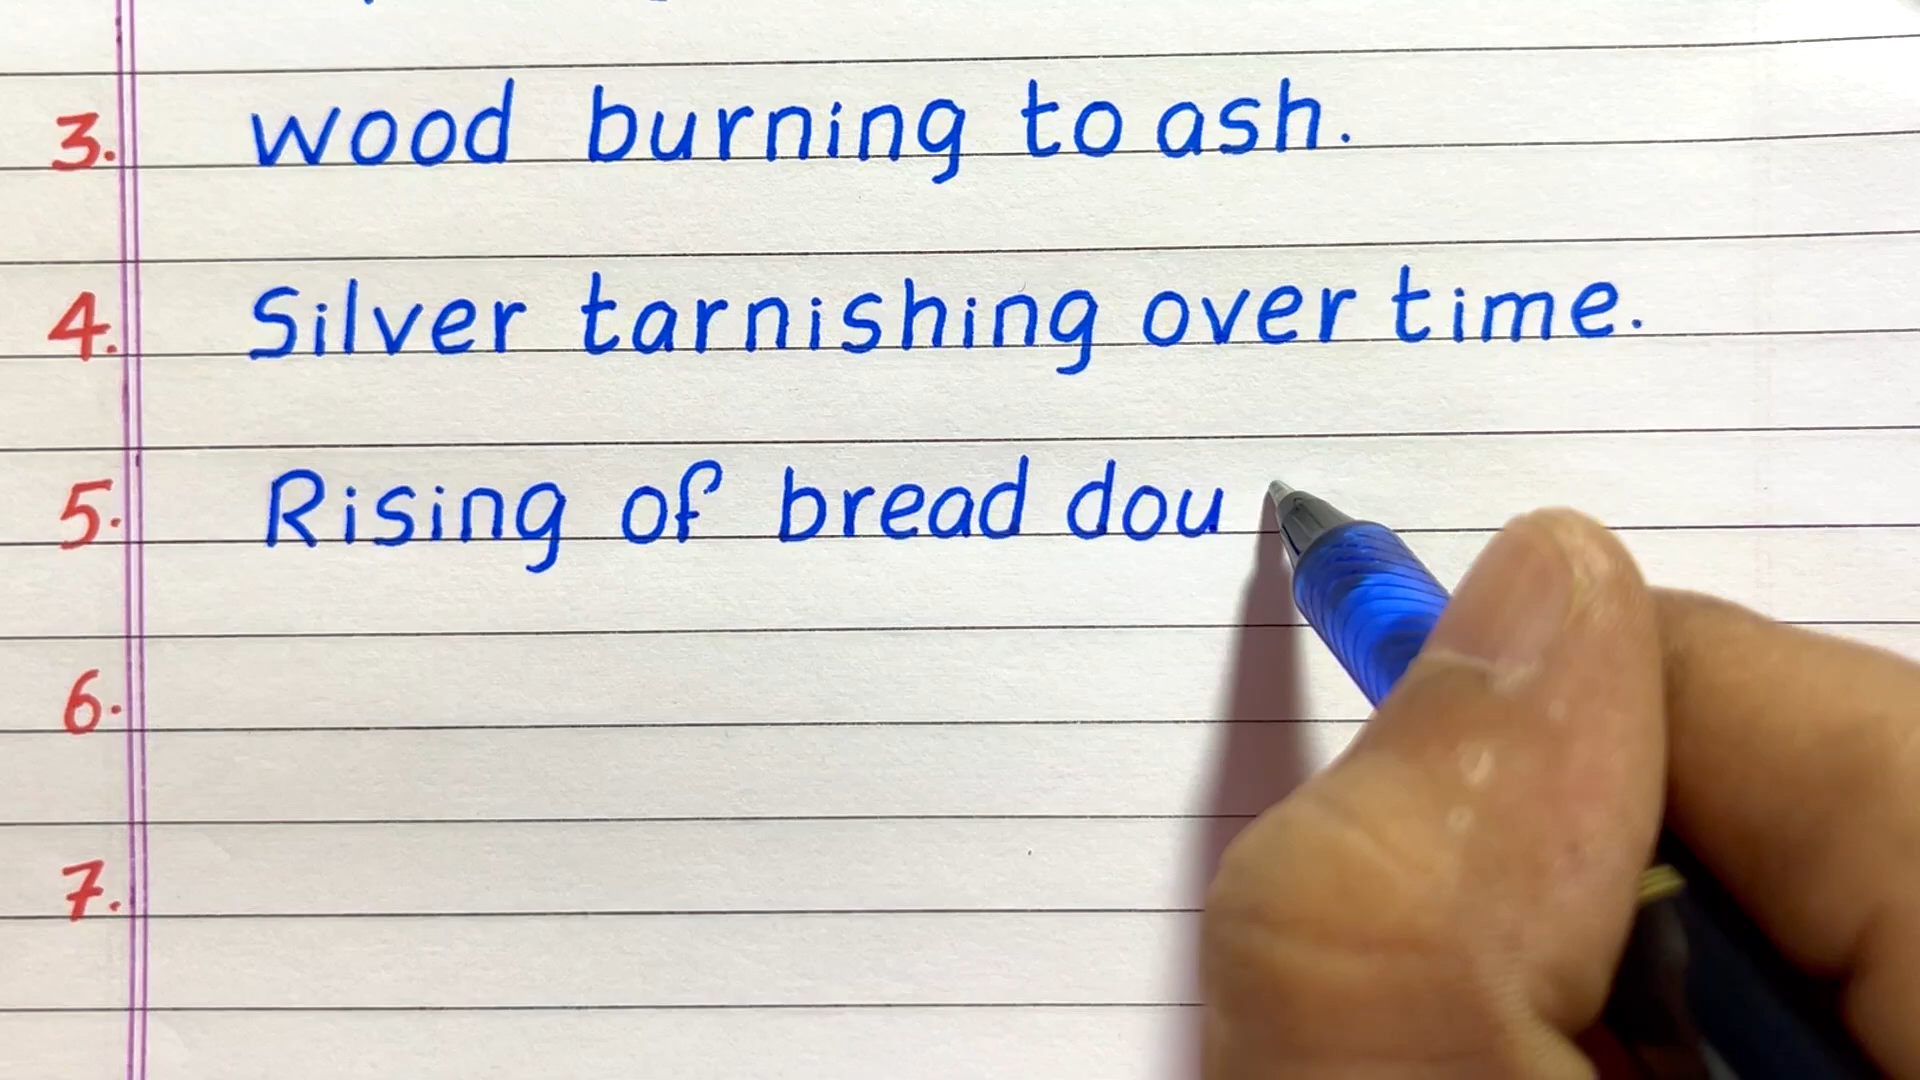 3. Wood burning to ash.
4. Silver tarnishing over time.
5. Rising of bread dou
6.
7.